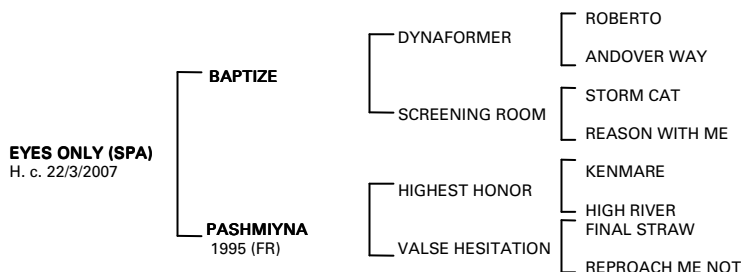 ROBERTO
DYNAFORMER
ANDOVER WAY
BAPTIZE
STORM CAT
SCREENING ROOM
REASON WITH ME
EYES ONLY (SPA)
H. c. 22/3/2007
KENMARE
HIGHEST HONOR
HIGH RIVER
PASHMIYNA
1995 (FR)
FINAL STRAW
VALSE HESITATION
REPROACH ME NOT